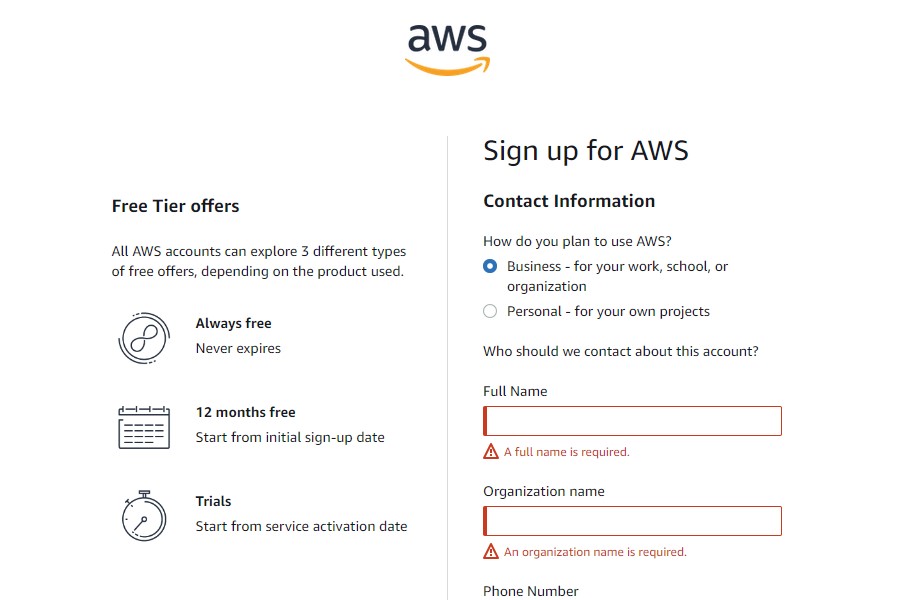 aws
Sign up for AWS
Free Tier offers
All AWS accounts can explore 3 different types
of free offers, depending on the product used.
Always free
Never expires
12 months free
Start from initial sign-up date
Trials
Start from service activation date
Contact Information
How do you plan to use AWS?
Business - for your work, school, or
organization
Personal - for your own projects
Who should we contact about this account?
Full Name
A full name is required.
Organization name
An organization name is required.
Phone Number